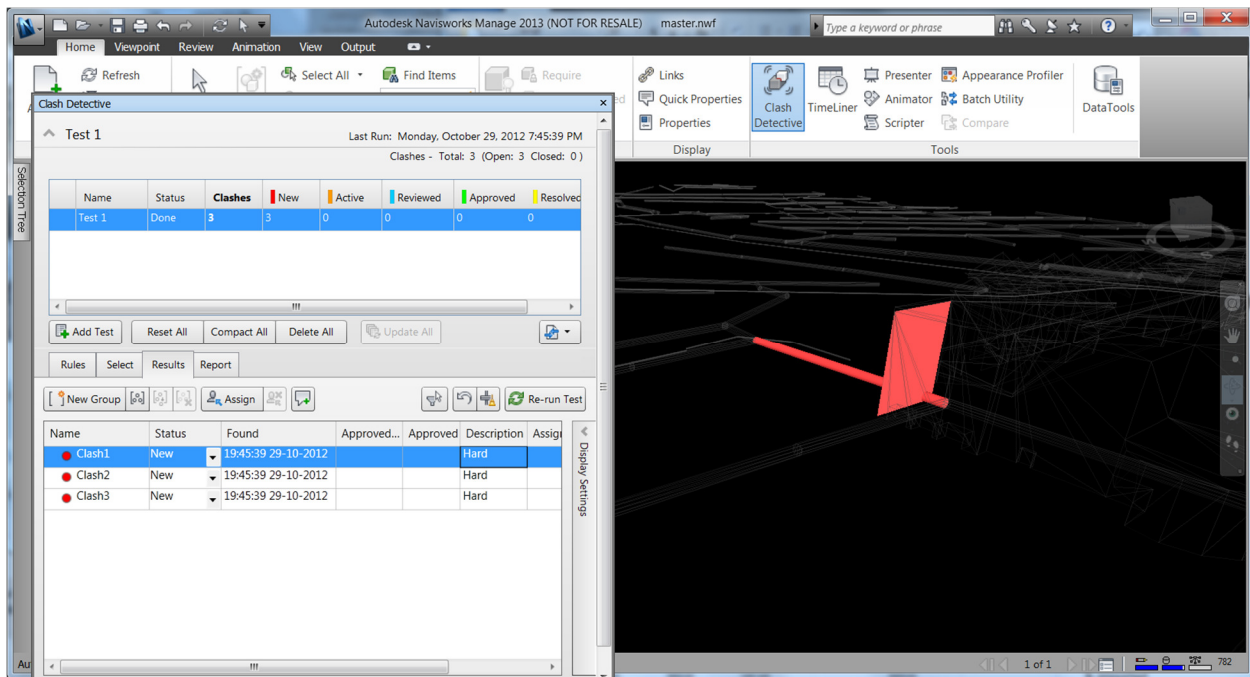 Autodesk Navisworks Manage 2013 (NOT FOR RESALE) master.nwf
Type a keyword or phrase
Home Viewpoint Review Animation View Output
Refresh
Select All
Find Items
Require
Links
Quick Properties
Properties
Display
Clash Detective
TimeLiner
Presenter
Animator
Scripter
Appearance Profiler
Batch Utility
Compare
DataTools
Tools
Selection Tree
Clash Detective
Test 1
Last Run: Monday, October 29, 2012 7:45:39 PM
Clashes - Total: 3 (Open: 3 Closed: 0)
Name Status Clashes New Active Reviewed Approved Resolved
Test 1 Done 3 3 0 0 0 0
Add Test Reset All Compact All Delete All Update All
Rules Select Results Report
New Group Assign Re-run Test
Name Status Found Approved... Approved Description Assig
Clash1 New 19:45:39 29-10-2012 Hard
Clash2 New 19:45:39 29-10-2012 Hard
Clash3 New 19:45:39 29-10-2012 Hard
Display Settings
Au
1 of 1
782